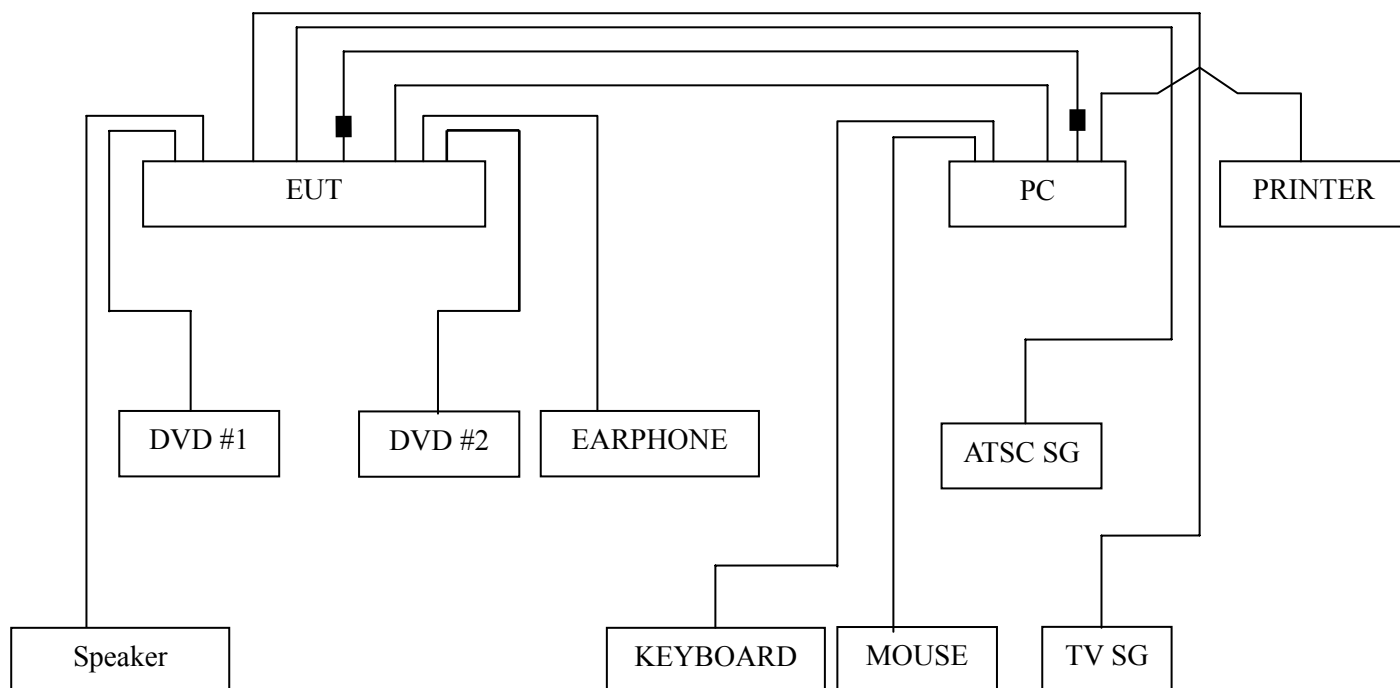 EUT
PC
PRINTER
DVD #1
DVD #2
EARPHONE
ATSC SG
Speaker
KEYBOARD
MOUSE
TV SG